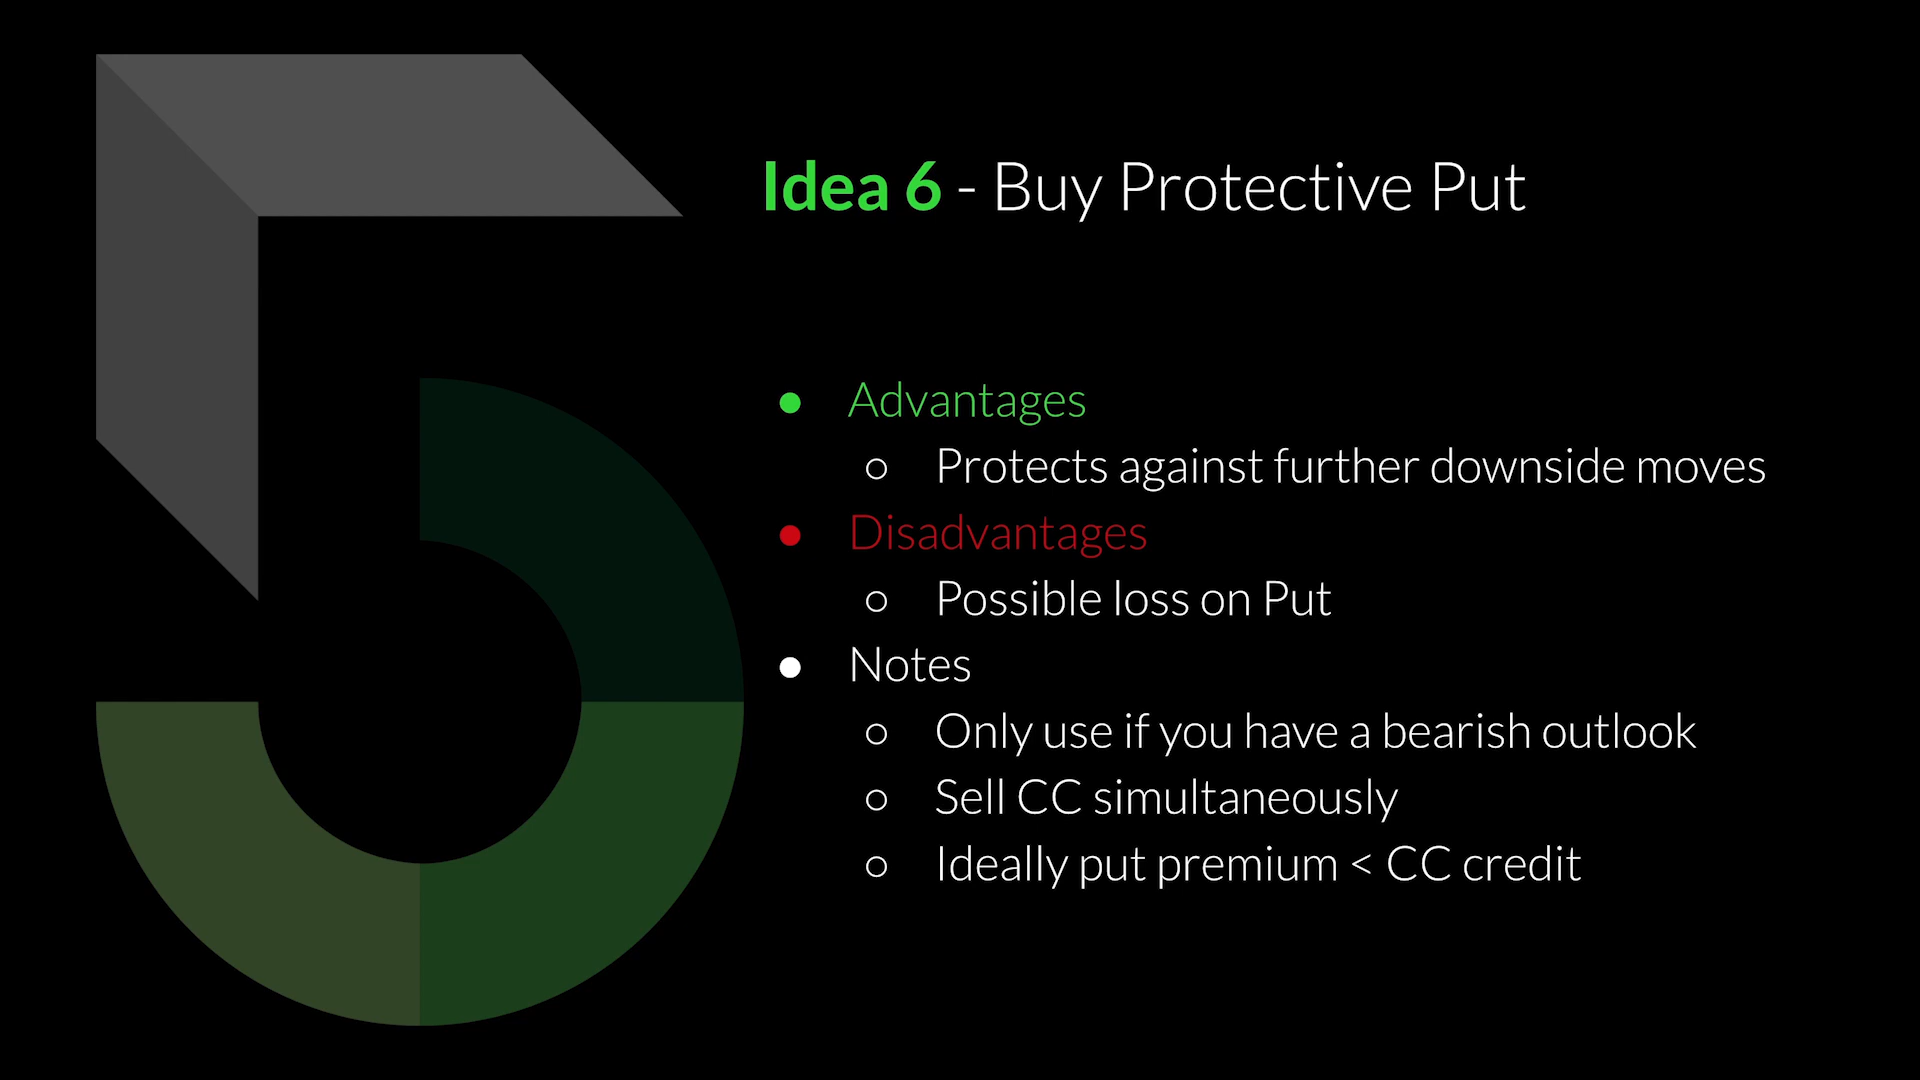 Idea 6 - Buy Protective Put
● Advantages
○ Protects against further downside moves
● Disadvantages
○ Possible loss on Put
● Notes
○ Only use if you have a bearish outlook
○ Sell CC simultaneously
○ Ideally put premium < CC credit